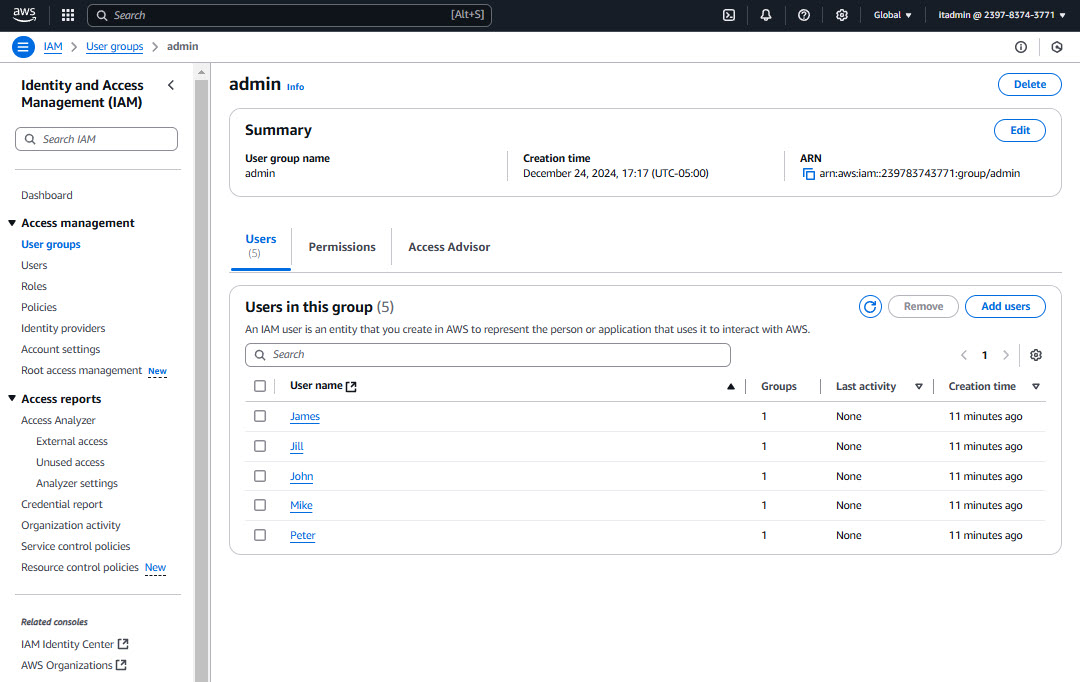 aws
Search [Alt+S] Global itadmin @ 2397-8374-3771
IAM User groups admin
Identity and Access
Management (IAM)
Search IAM
Dashboard
Access management
User groups
Users
Roles
Policies
Identity providers
Account settings
Root access management New
Access reports
Access Analyzer
External access
Unused access
Analyzer settings
Credential report
Organization activity
Service control policies
Resource control policies New
Related consoles
IAM Identity Center
AWS Organizations
admin Info Delete
Summary Edit
User group name Creation time ARN
admin December 24, 2024, 17:17 (UTC-05:00) arn:aws:iam::239783743771:group/admin
Users
(5)
Permissions Access Advisor
Users in this group (5) Remove Add users
An IAM user is an entity that you create in AWS to represent the person or application that uses it to interact with AWS.
Search 1
User name Groups Last activity Creation time
James 1 None 11 minutes ago
Jill 1 None 11 minutes ago
John 1 None 11 minutes ago
Mike 1 None 11 minutes ago
Peter 1 None 11 minutes ago